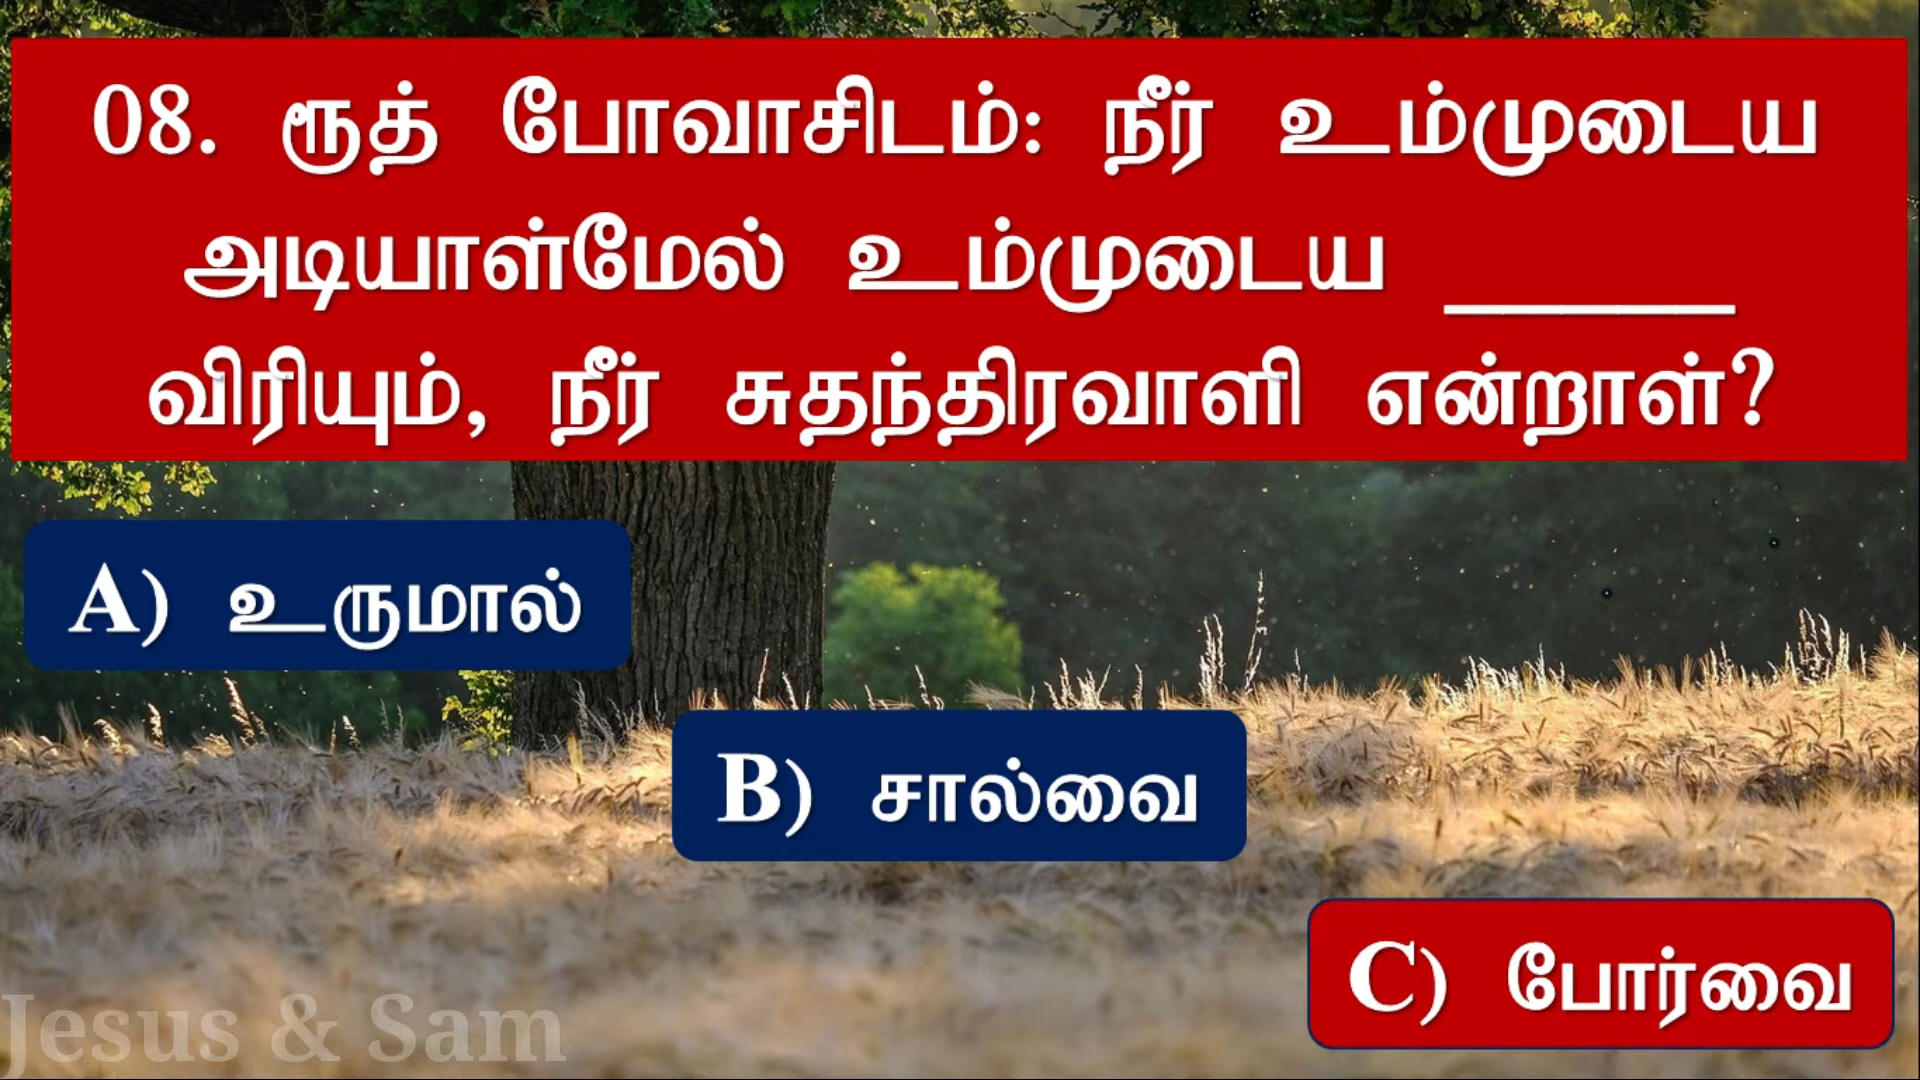 08. ரூத் போவாசிடம்: நீர் உம்முடைய
அடியாள்மேல் உம்முடைய ______
விரியும், நீர் சுதந்திரவாளி என்றாள்?
A) உருமால்
B) சால்வை
C) போர்வை
Jesus & Sam